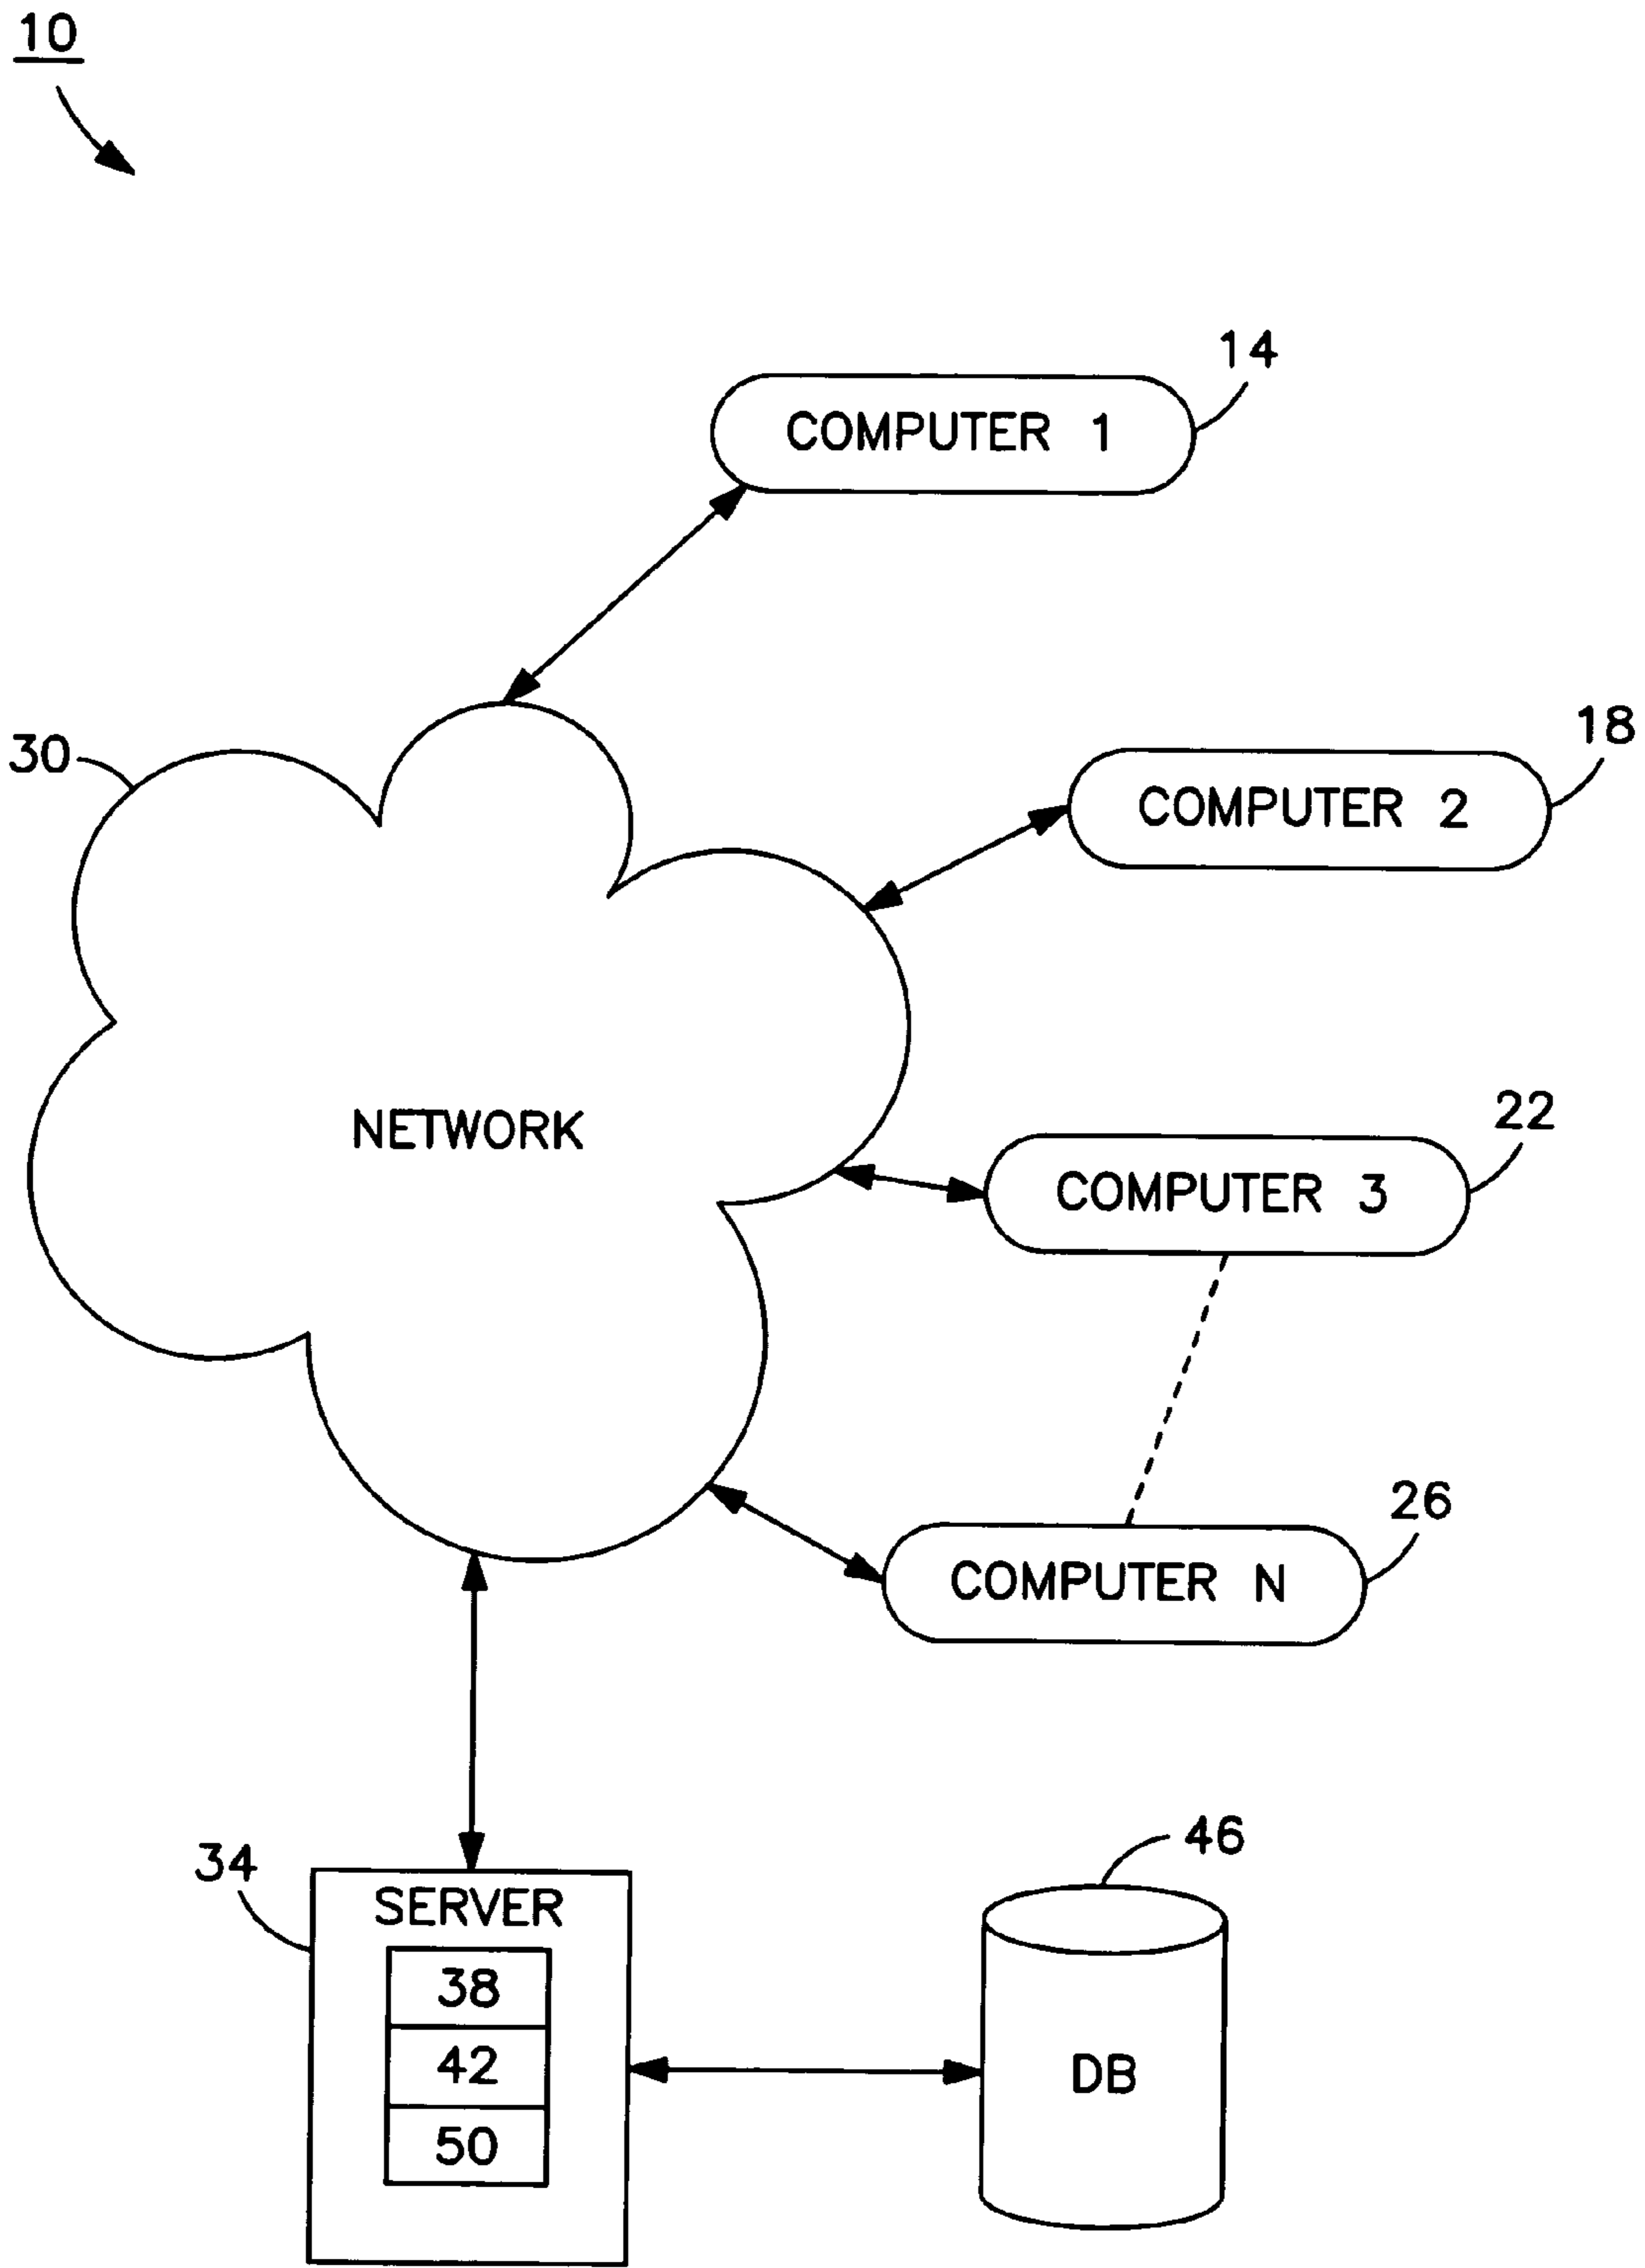 10
14
COMPUTER 1
18
30
COMPUTER 2
22
NETWORK
COMPUTER 3
26
COMPUTER N
34
46
SERVER
38
42
DB
50